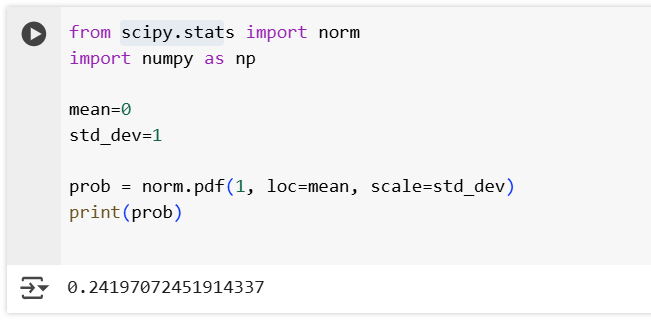 from scipy.stats import norm
import numpy as np
mean=0
std_dev=1
prob = norm.pdf(1, loc=mean, scale=std_dev)
print(prob)
0.24197072451914337